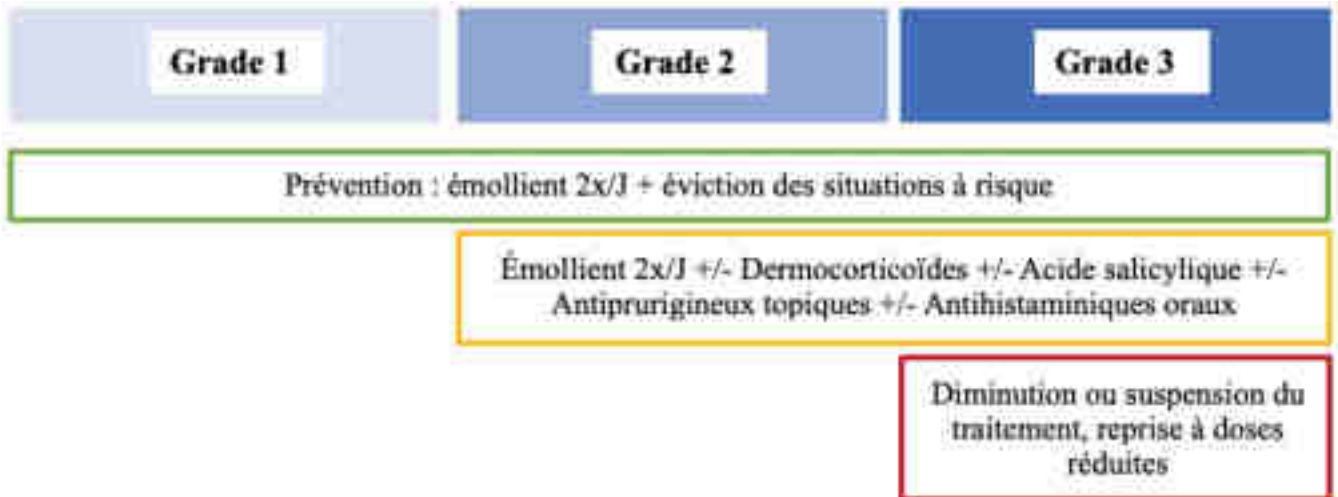 Grade 1
Grade 2
Grade 3
Prévention : émollient 2x/J + éviction des situations à risque
Émollient 2x/J +/- Dermocorticoïdes +/- Acide salicylique +/-
Antiprurigineux topiques +/- Antihistaminiques oraux
Diminution ou suspension du
traitement, reprise à doses
réduites